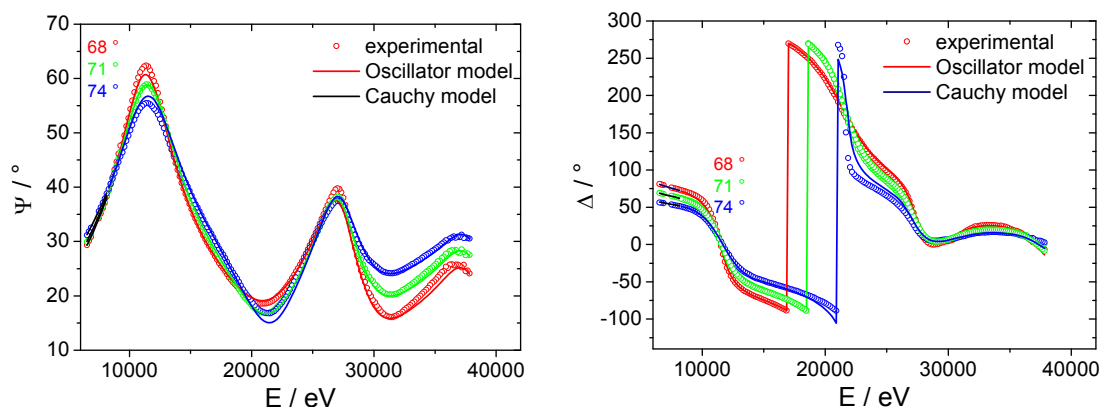 70
60
50
40
30
20
10
Ψ / °
68 °
71 °
74 °
experimental
Oscillator model
Cauchy model
10000 20000 30000 40000
E / eV
300
250
200
150
100
50
0
-50
-100
Δ / °
experimental
Oscillator model
Cauchy model
68 °
71 °
74 °
10000 20000 30000 40000
E / eV